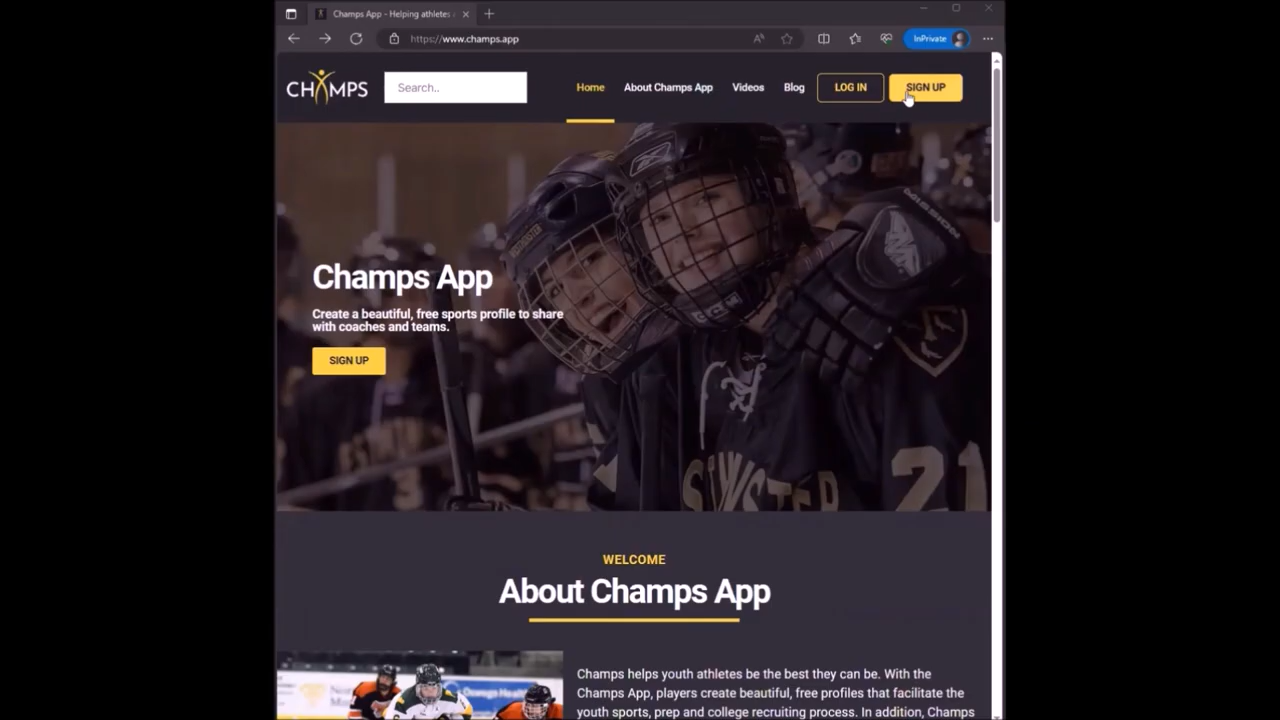 Champs App - Helping athletes
https://www.champs.app
InPrivate
CHAMPS
Search..
Home
About Champs App
Videos
Blog
LOG IN
SIGN UP
MISSION
Champs App
Create a beautiful, free sports profile to share
with coaches and teams.
SIGN UP
CCM
21
WELCOME
About Champs App
Champs helps youth athletes be the best they can be. With the
Champs App, players create beautiful, free profiles that facilitate the
youth sports, prep and college recruiting process. In addition, Champs